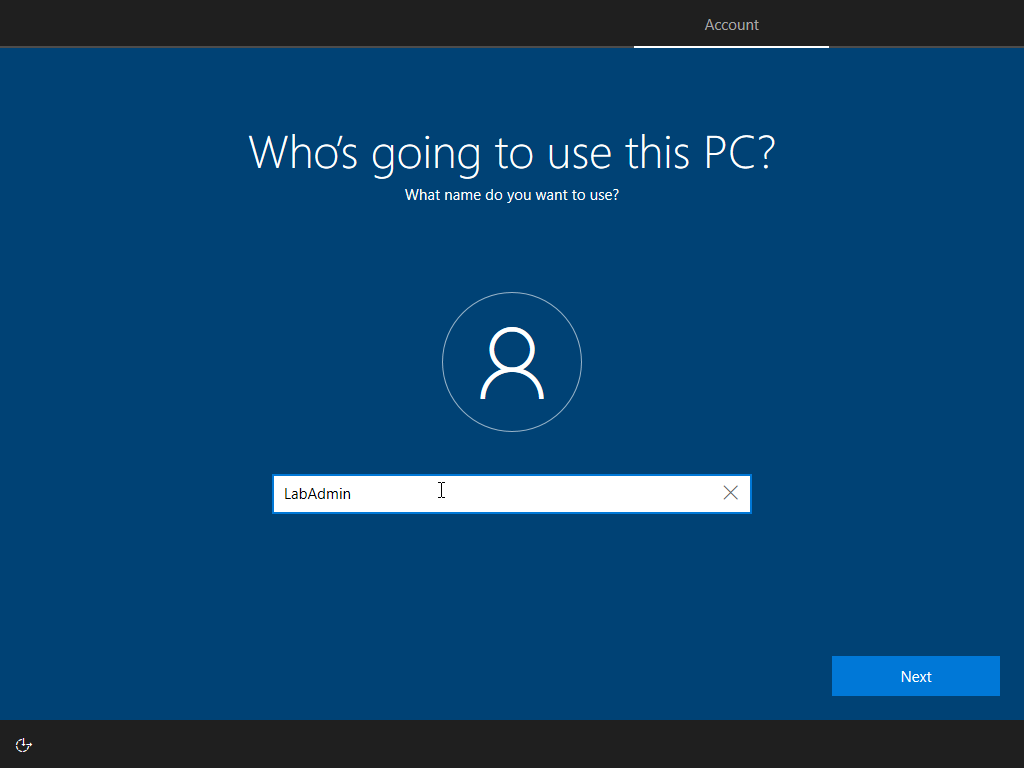 Account
Who's going to use this PC?
What name do you want to use?
LabAdmin
Next